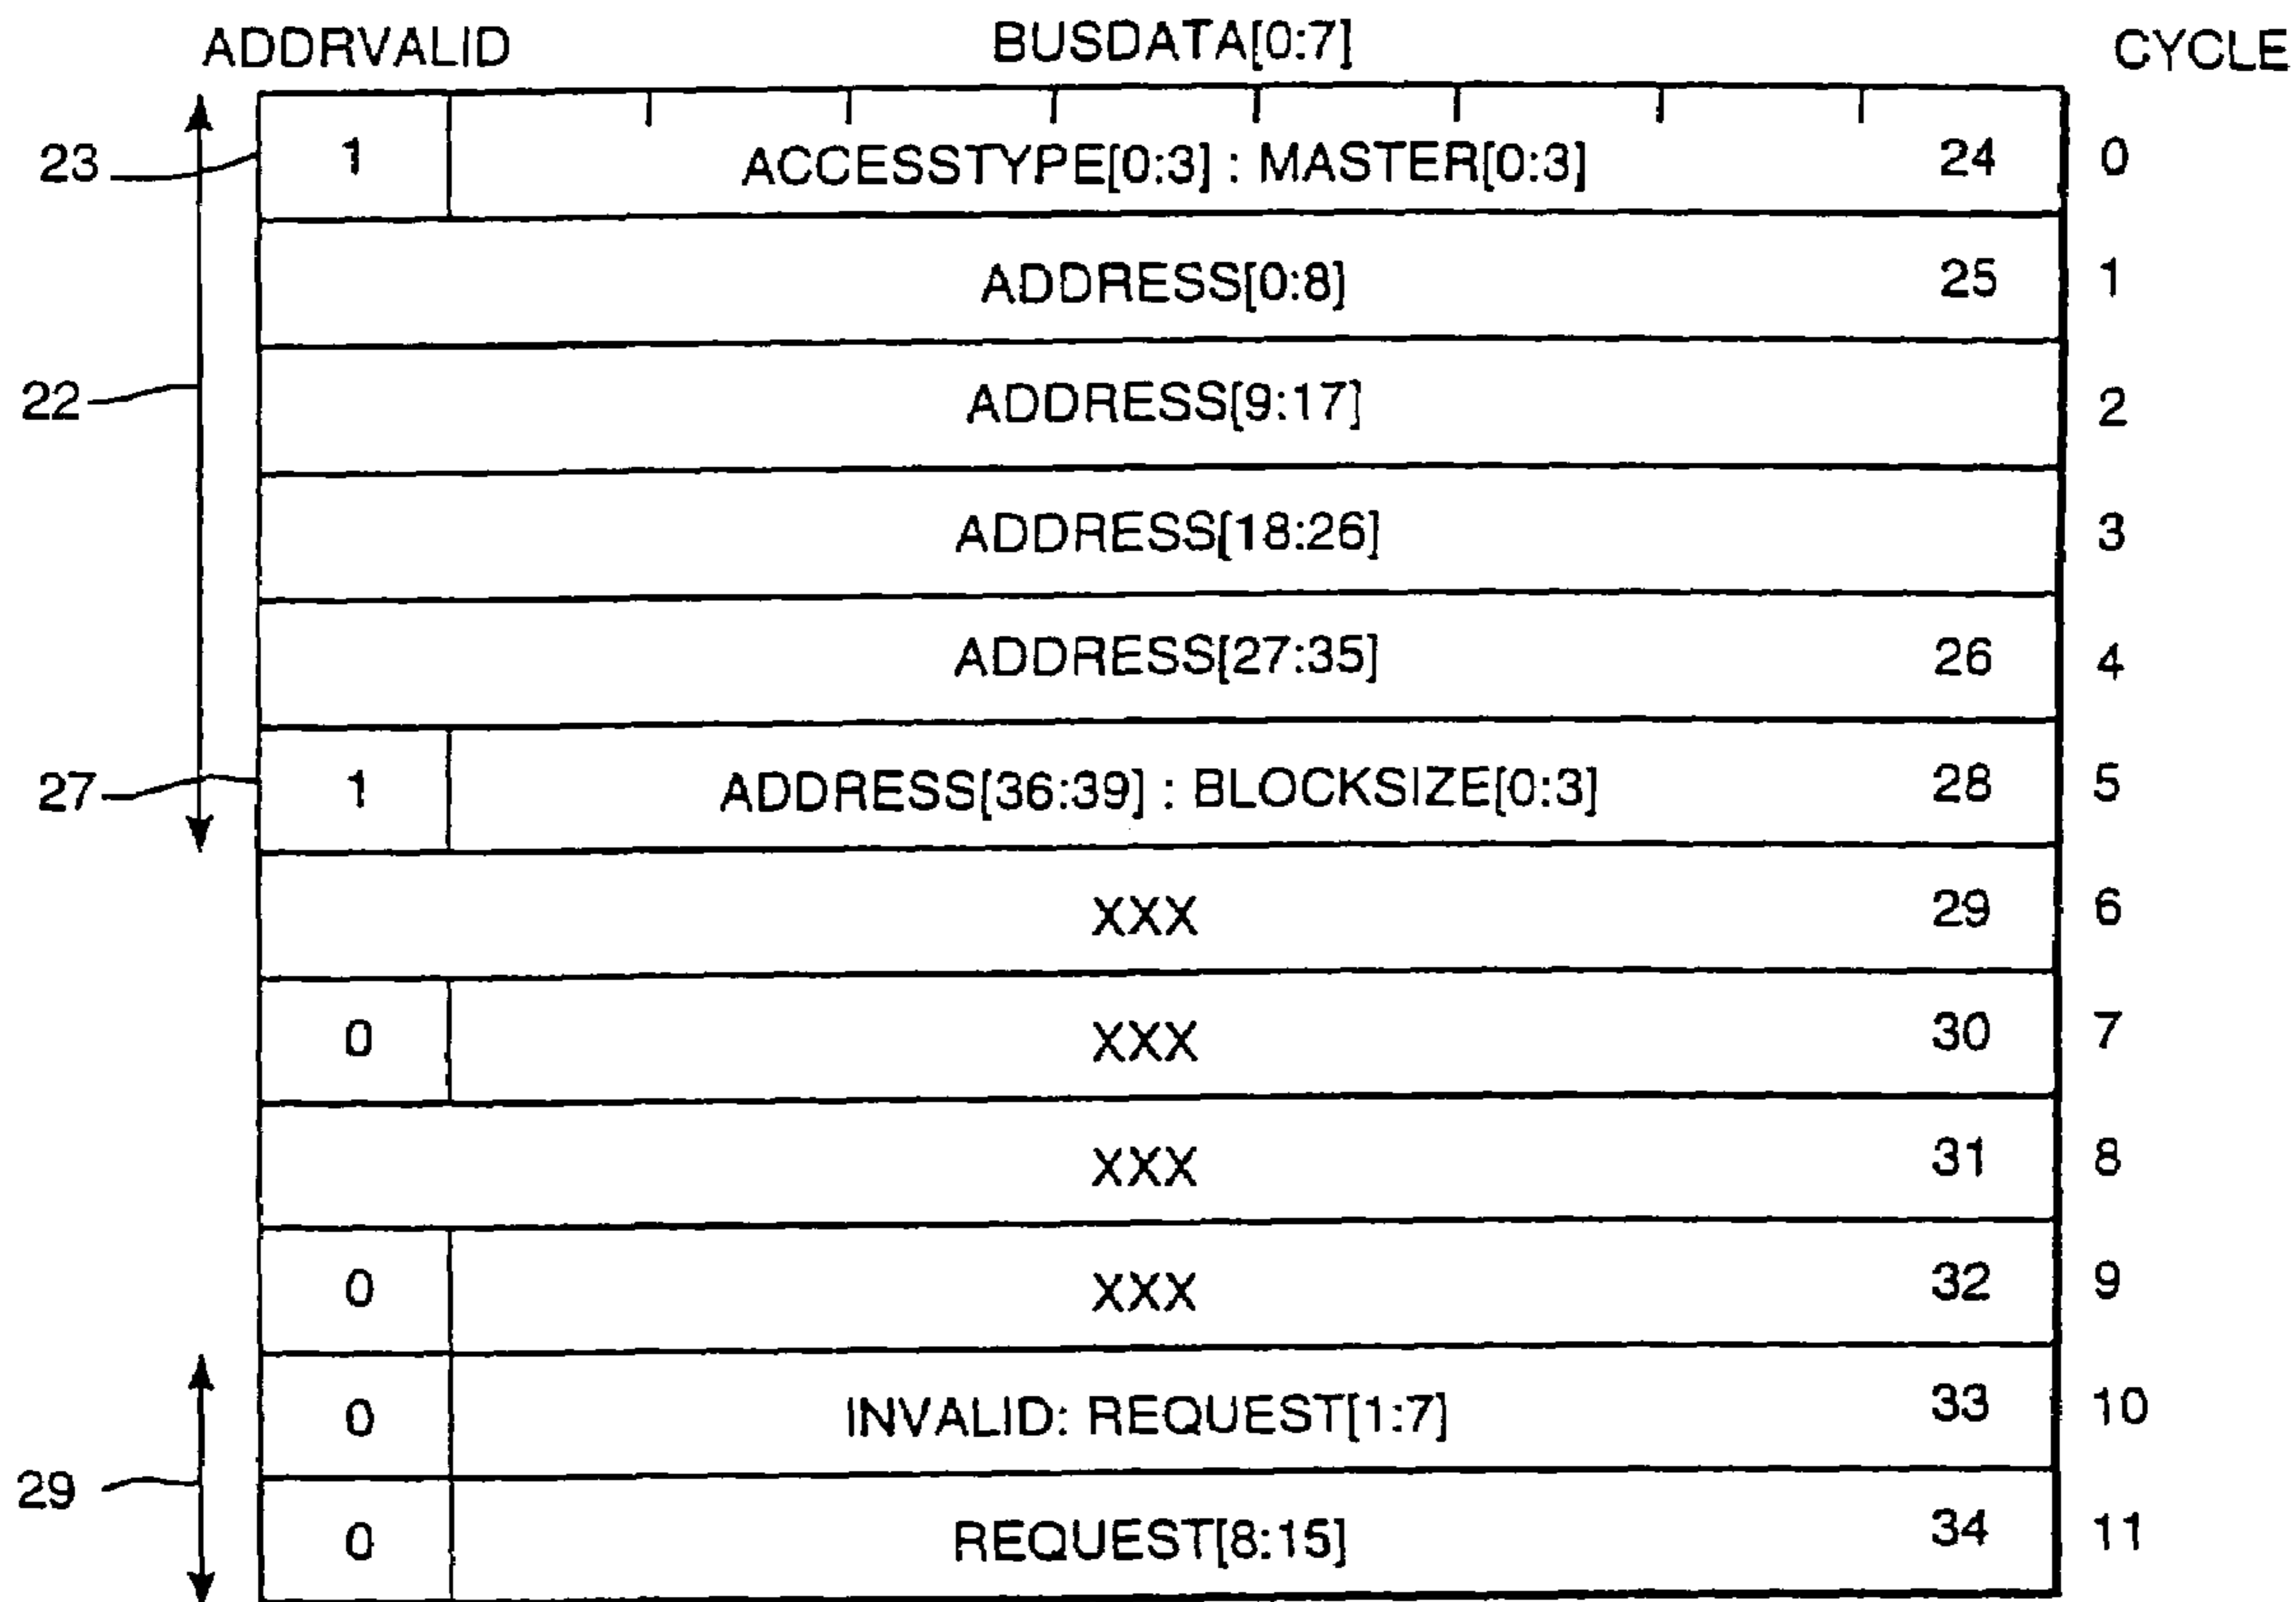 ADDRVALID BUSDATA[0:7] CYCLE
23 1 ACCESSTYPE[0:3] : MASTER[0:3] 24 0
ADDRESS[0:8] 25 1
22 ADDRESS[9:17] 2
ADDRESS[18:26] 3
ADDRESS[27:35] 26 4
27 1 ADDRESS[36:39] : BLOCKSIZE[0:3] 28 5
XXX 29 6
0 XXX 30 7
XXX 31 8
0 XXX 32 9
0 INVALID: REQUEST[1:7] 33 10
29 0 REQUEST[8:15] 34 11